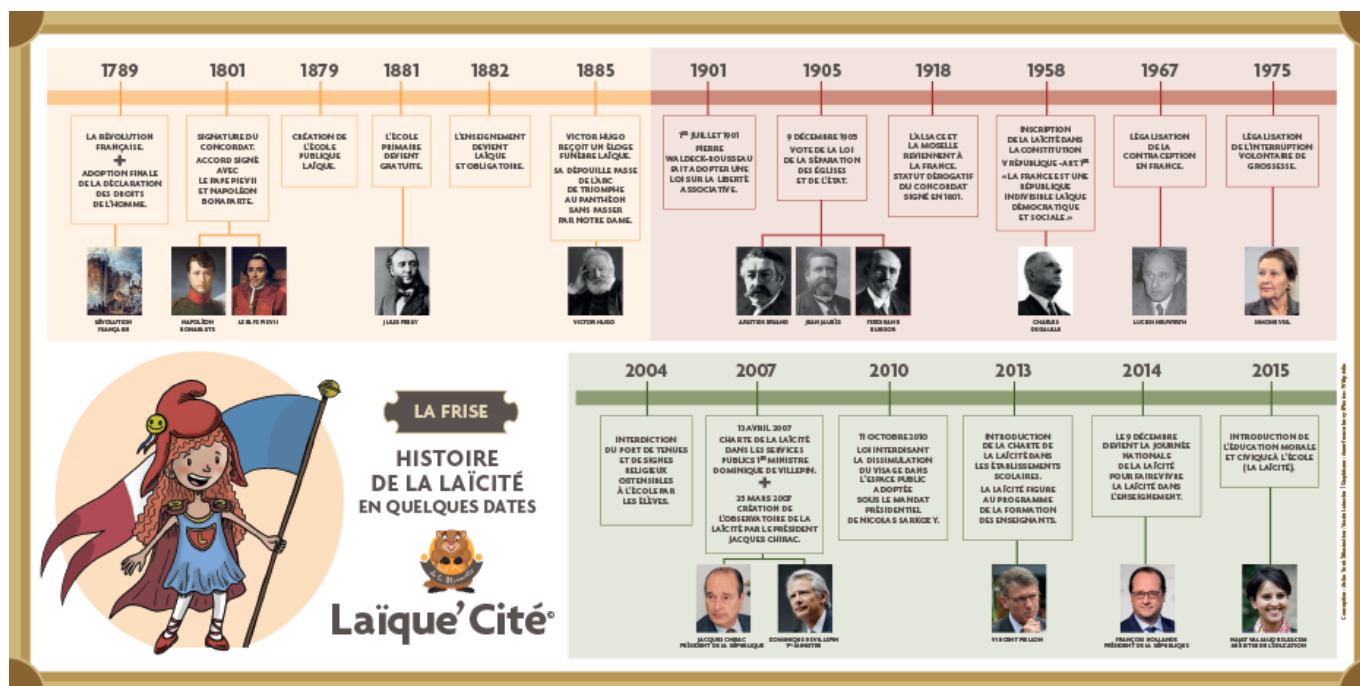 1789
LA RÉVOLUTION
FRANÇAISE.
+
ADOPTION FINALE
DE LA DÉCLARATION
DES DROITS
DE L'HOMME.
RÉVOLUTION
FRANÇAISE
1801
SIGNATURE DU
CONCORDAT.
ACCORD SIGNÉ
AVEC
LE PAPE PIE VII
ET NAPOLÉON
BONAPARTE.
NAPOLÉON
BONAPARTE
LE PAPE PIE VII
1879
CRÉATION DE
L'ÉCOLE
PUBLIQUE
LAÏQUE.
1881
L'ÉCOLE
PRIMAIRE
DEVIENT
GRATUITE.
JULES FERRY
1882
L'ENSEIGNEMENT
DEVIENT
LAÏQUE
ET OBLIGATOIRE.
1885
VICTOR HUGO
REÇOIT UN ÉLOGE
FUNÈBRE LAÏQUE.
SA DÉPOUILLE PASSE
DE L'ARC
DE TRIOMPHE
AU PANTHÉON
SANS PASSER
PAR NOTRE DAME.
VICTOR HUGO
1901
1ER JUILLET 1901
PIERRE
WALDECK-ROUSSEAU
FAIT ADOPTER UNE
LOI SUR LA LIBERTÉ
ASSOCIATIVE.
1905
9 DÉCEMBRE 1905
VOTE DE LA LOI
DE LA SÉPARATION
DES ÉGLISES
ET DE L'ÉTAT.
ARISTIDE BRIAND
JEAN JAURÈS
FERDINAND
BUISSON
1918
L'ALSACE ET
LA MOSELLE
REVIENNENT À
LA FRANCE.
STATUT DÉROGATIF
DU CONCORDAT
SIGNÉ EN 1801.
1958
INSCRIPTION
DE LA LAÏCITÉ DANS
LA CONSTITUTION
V RÉPUBLIQUE - ART. 1ER
« LA FRANCE EST UNE
RÉPUBLIQUE
INDIVISIBLE LAÏQUE
DÉMOCRATIQUE
ET SOCIALE. »
CHARLES
DE GAULLE
1967
LÉGALISATION
DE LA
CONTRACEPTION
EN FRANCE.
LUCIEN NEUWIRTH
1975
LÉGALISATION
DE L'INTERRUPTION
VOLONTAIRE DE
GROSSESSE.
SIMONE VEIL
L
LA FRISE
HISTOIRE
DE LA LAÏCITÉ
EN QUELQUES DATES
Laïque'Cité©
2004
INTERDICTION
DU PORT DE TENUES
ET DE SIGNES
RELIGIEUX
OSTENSIBLES
À L'ÉCOLE PAR
LES ÉLÈVES.
2007
13 AVRIL 2007
CHARTE DE LA LAÏCITÉ
DANS LES SERVICES
PUBLICS 1ER MINISTRE
DOMINIQUE DE VILLEPIN.
+
25 MARS 2007
CRÉATION DE
L'OBSERVATOIRE DE LA
LAÏCITÉ PAR LE PRÉSIDENT
JACQUES CHIRAC.
JACQUES CHIRAC
PRÉSIDENT DE LA RÉPUBLIQUE
DOMINIQUE DE VILLEPIN
1ER MINISTRE
2010
11 OCTOBRE 2010
LOI INTERDISANT
LA DISSIMULATION
DU VISAGE DANS
L'ESPACE PUBLIC
ADOPTÉE
SOUS LE MANDAT
PRÉSIDENTIEL
DE NICOLAS SARKOZY.
2013
INTRODUCTION
DE LA CHARTE DE LA
LAÏCITÉ DANS
LES ÉTABLISSEMENTS
SCOLAIRES.
LA LAÏCITÉ FIGURE
AU PROGRAMME
DE LA FORMATION
DES ENSEIGNANTS.
VINCENT PEILLON
2014
LE 9 DÉCEMBRE
DEVIENT LA JOURNÉE
NATIONALE
DE LA LAÏCITÉ
POUR FAIRE VIVRE
LA LAÏCITÉ DANS
L'ENSEIGNEMENT.
FRANÇOIS HOLLANDE
PRÉSIDENT DE LA RÉPUBLIQUE
2015
INTRODUCTION DE
L'ÉDUCATION MORALE
ET CIVIQUE À L'ÉCOLE
(LA LAÏCITÉ).
NAJAT VALLAUD BELKACEM
MINISTRE DE L'ÉDUCATION